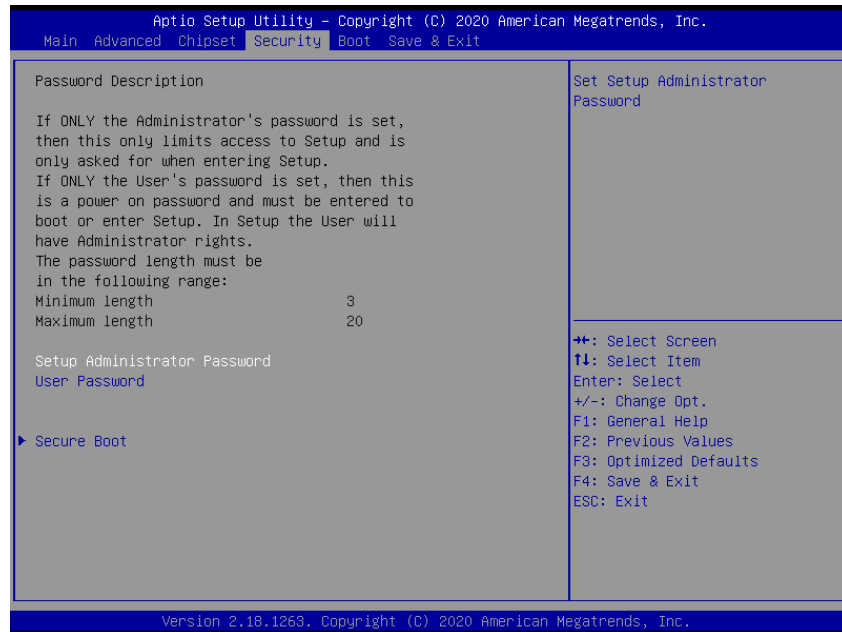 Aptio Setup Utility – Copyright (C) 2020 American Megatrends, Inc.
Main Advanced Chipset Security Boot Save & Exit
Password Description
If ONLY the Administrator's password is set,
then this only limits access to Setup and is
only asked for when entering Setup.
If ONLY the User's password is set, then this
is a power on password and must be entered to
boot or enter Setup. In Setup the User will
have Administrator rights.
The password length must be
in the following range:
Minimum length 3
Maximum length 20
Setup Administrator Password
User Password
Secure Boot
Set Setup Administrator
Password
→←: Select Screen
↑↓: Select Item
Enter: Select
+/-: Change Opt.
F1: General Help
F2: Previous Values
F3: Optimized Defaults
F4: Save & Exit
ESC: Exit
Version 2.18.1263. Copyright (C) 2020 American Megatrends, Inc.